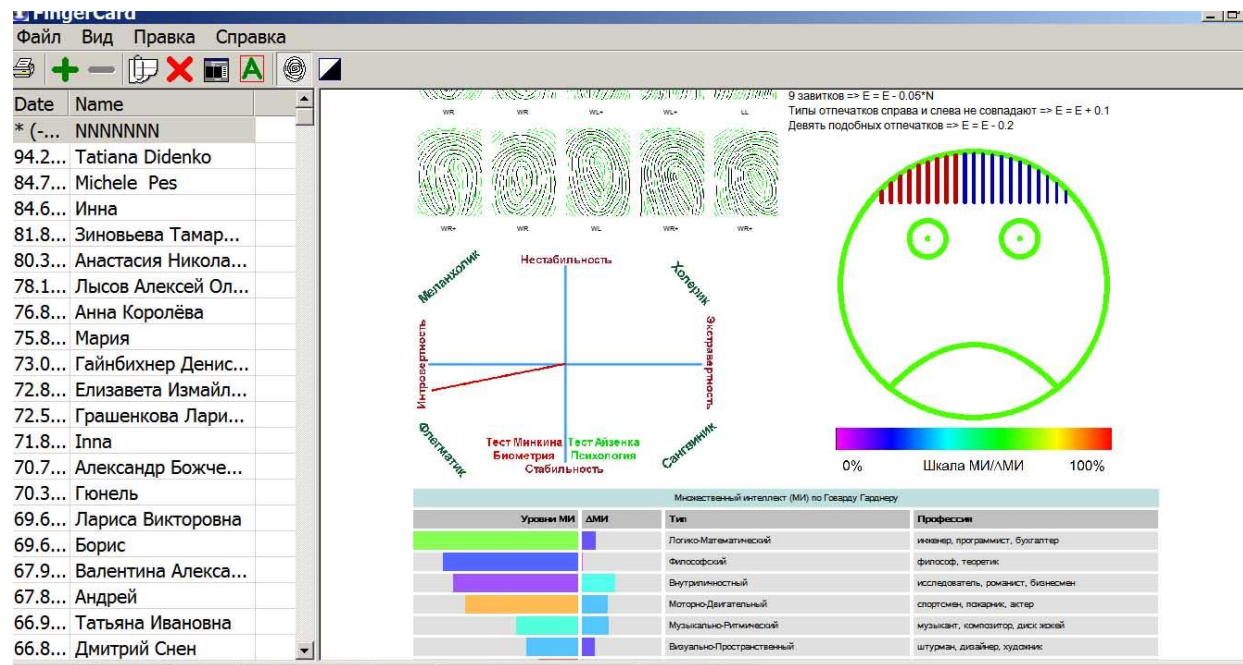 FingerCard
Файл Вид Правка Справка
Date Name
* (-... NNNNNNN
94.2... Tatiana Didenko
84.7... Michele Pes
84.6... Инна
81.8... Зиновьева Тамар...
80.3... Анастасия Никола...
78.1... Лысов Алексей Ол...
76.8... Анна Королёва
75.8... Мария
73.0... Гайнбихнер Денис...
72.8... Елизавета Измайл...
72.5... Грашенкова Лари...
71.8... Inna
70.7... Александр Божче...
70.3... Гюнель
69.6... Лариса Викторовна
69.6... Борис
67.9... Валентина Алекса...
67.8... Андрей
66.9... Татьяна Ивановна
66.8... Дмитрий Снен
WR WR WL+ WL+ LL
WR+ WR WL WR+ WR+
9 завитков => E = E - 0.05*N
Типы отпечатков справа и слева не совпадают => E = E + 0.1
Девять подобных отпечатков => E = E - 0.2
Нестабильность
Меланхолик
Холерик
Интровертность
Экстравертность
Флегматик
Сангвиник
Тест Минкина Тест Айзенка
Биометрия Психология
Стабильность
0% Шкала МИ/ΔМИ 100%
Множественный интеллект (МИ) по Говарду Гарднеру
Уровни МИ ΔМИ Тип Профессии
Логико-Математический инженер, программист, бухгалтер
Философский философ, теоретик
Внутриличностный исследователь, романист, бизнесмен
Моторно-Двигательный спортсмен, пожарник, актер
Музыкально-Ритмический музыкант, композитор, диск жокей
Визуально-Пространственный штурман, дизайнер, художник